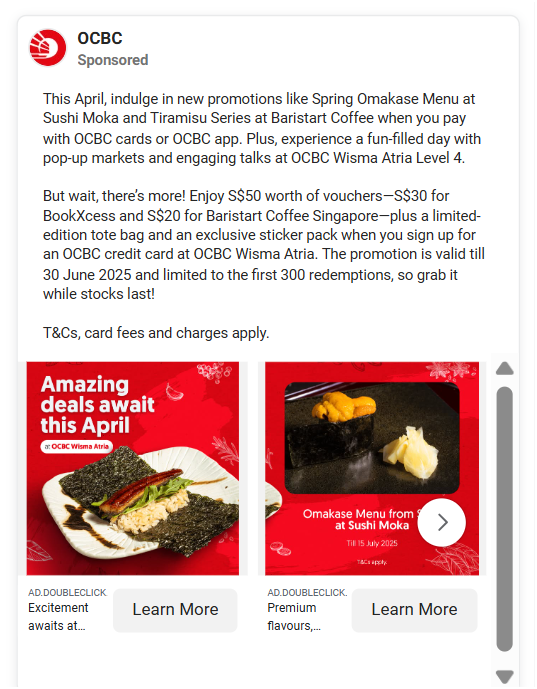 OCBC
Sponsored
This April, indulge in new promotions like Spring Omakase Menu at
Sushi Moka and Tiramisu Series at Baristart Coffee when you pay
with OCBC cards or OCBC app. Plus, experience a fun-filled day with
pop-up markets and engaging talks at OCBC Wisma Atria Level 4.
But wait, there’s more! Enjoy S$50 worth of vouchers—S$30 for
BookXcess and S$20 for Baristart Coffee Singapore—plus a limited-
edition tote bag and an exclusive sticker pack when you sign up for
an OCBC credit card at OCBC Wisma Atria. The promotion is valid till
30 June 2025 and limited to the first 300 redemptions, so grab it
while stocks last!
T&Cs, card fees and charges apply.
Amazing
deals await
this April
at OCBC Wisma Atria
Omakase Menu from
at Sushi Moka
Till 15 July 2025
T&Cs apply.
AD.DOUBLECLICK.
Excitement
awaits at...
Learn More
AD.DOUBLECLICK.
Premium
flavours,...
Learn More